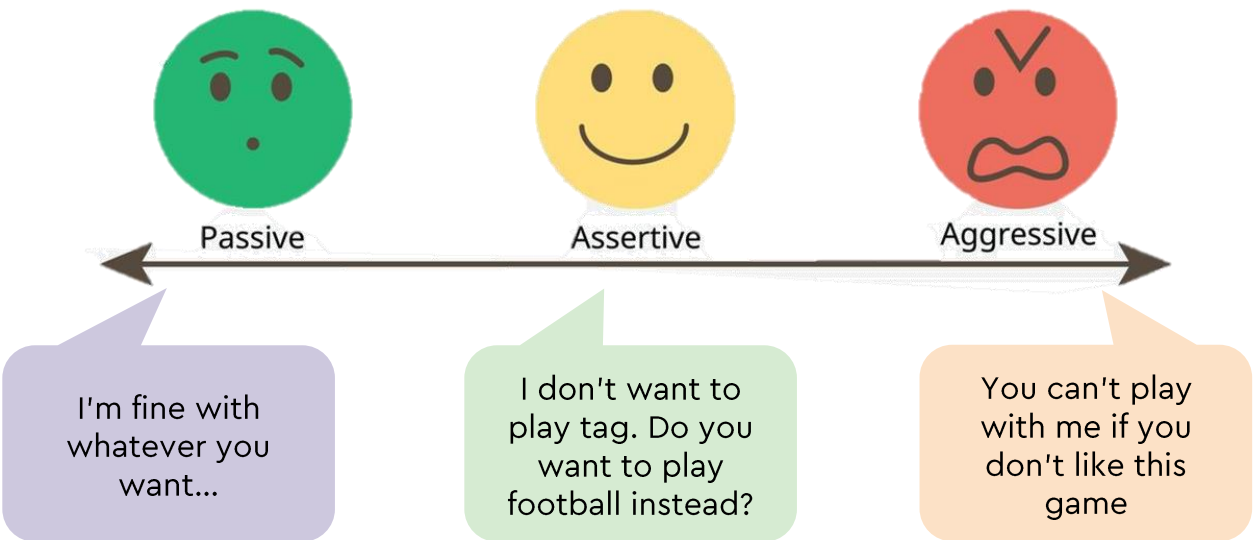 Passive
Assertive
Aggressive
I'm fine with
whatever you
want...
I don't want to
play tag. Do you
want to play
football instead?
You can't play
with me if you
don't like this
game